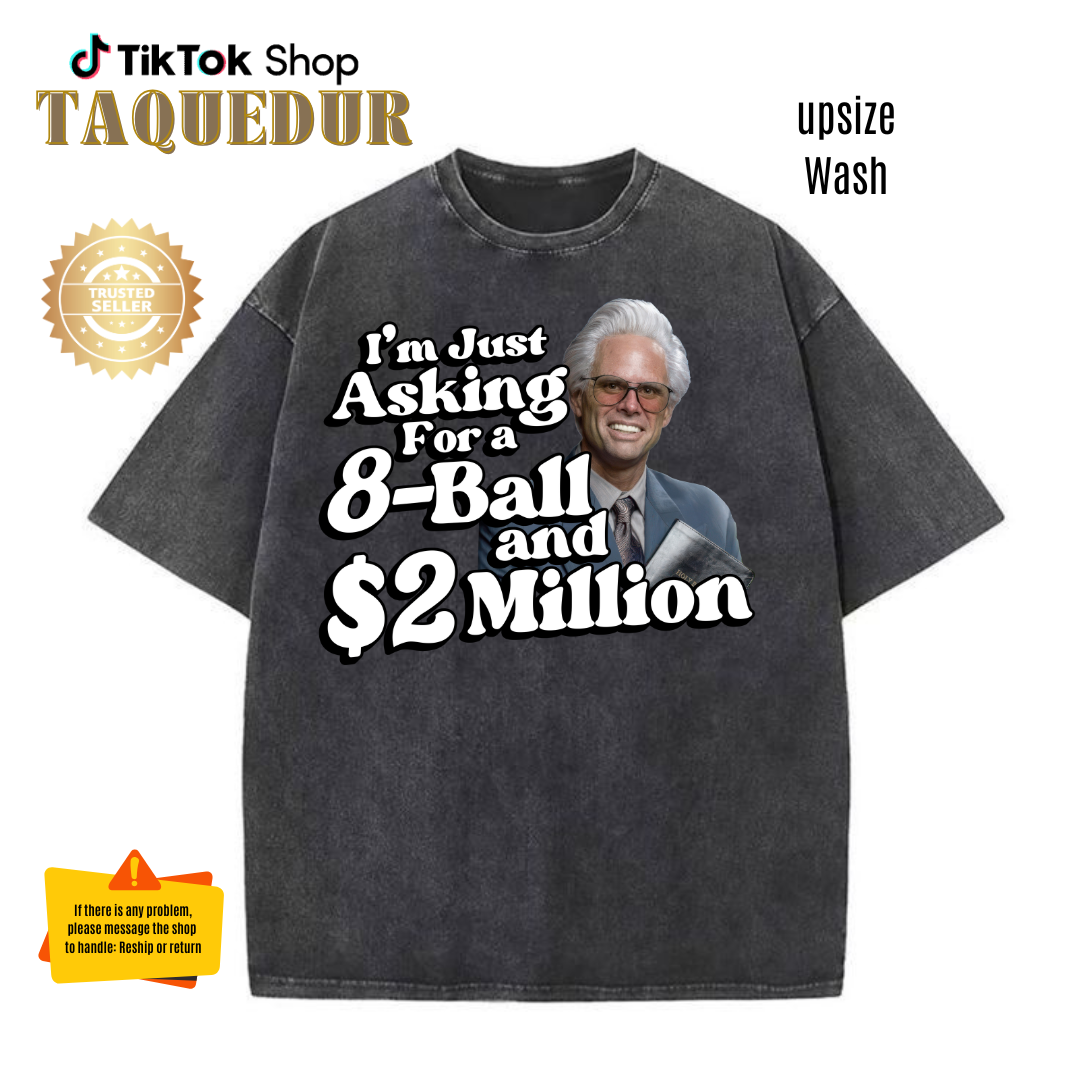 TikTok Shop
TAQUEDUR
upsize
Wash
TRUSTED
SELLER
I'm Just
Asking
For a
8-Ball
and
$2 Million
If there is any problem,
please message the shop
to handle: Reship or return